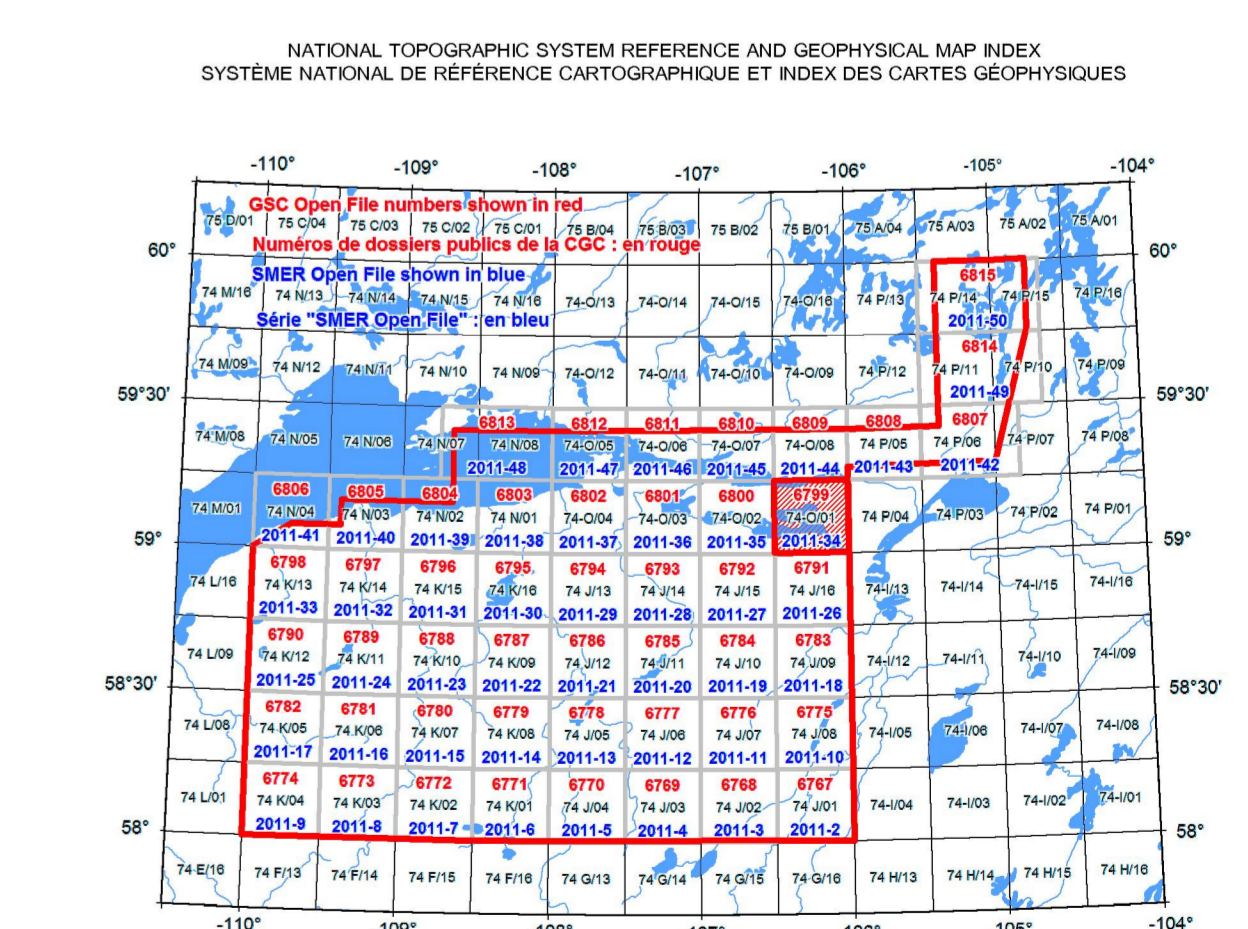 NATIONAL TOPOGRAPHIC SYSTEM REFERENCE AND GEOPHYSICAL MAP INDEX
SYSTÈME NATIONAL DE RÉFÉRENCE CARTOGRAPHIQUE ET INDEX DES CARTES GÉOPHYSIQUES
-110° -109° -108° -107° -106° -105° -104°
GSC Open File numbers shown in red
75 D/01 75 C/04 75 C/03 75 C/02 75 C/01 75 B/04 75 B/03 75 B/02 75 B/01 75 A/04 75 A/03 75 A/02 75 A/01
Numéros de dossiers publics de la CGC : en rouge
60° 60°
SMER Open File shown in blue
6815
74 M/16 74 N/13 74 N/14 74 N/15 74 N/16 74-O/13 74-O/14 74-O/15 74-O/16 74 P/13 74 P/14 74 P/15 74 P/16
Série "SMER Open File" : en bleu
2011-50
6814
74 M/09 74 N/12 74 N/11 74 N/10 74 N/09 74-O/12 74-O/11 74-O/10 74-O/09 74 P/12 74 P/11 74 P/10 74 P/09
2011-49
59°30' 59°30'
6813 6812 6811 6810 6809 6808 6807
74 M/08 74 N/05 74 N/06 74 N/07 74 N/08 74-O/05 74-O/06 74-O/07 74-O/08 74 P/05 74 P/06 74 P/07 74 P/08
2011-48 2011-47 2011-46 2011-45 2011-44 2011-43 2011-42
6806 6805 6804 6803 6802 6801 6800 6799
74 M/01 74 N/04 74 N/03 74 N/02 74 N/01 74-O/04 74-O/03 74-O/02 74-O/01 74 P/04 74 P/03 74 P/02 74 P/01
2011-41 2011-40 2011-39 2011-38 2011-37 2011-36 2011-35 2011-34
59° 59°
6798 6797 6796 6795 6794 6793 6792 6791
74 L/16 74 K/13 74 K/14 74 K/15 74 K/16 74 J/13 74 J/14 74 J/15 74 J/16 74-I/13 74-I/14 74-I/15 74-I/16
2011-33 2011-32 2011-31 2011-30 2011-29 2011-28 2011-27 2011-26
6790 6789 6788 6787 6786 6785 6784 6783
74 L/09 74 K/12 74 K/11 74 K/10 74 K/09 74 J/12 74 J/11 74 J/10 74 J/09 74-I/12 74-I/11 74-I/10 74-I/09
2011-25 2011-24 2011-23 2011-22 2011-21 2011-20 2011-19 2011-18
58°30' 58°30'
6782 6781 6780 6779 6778 6777 6776 6775
74 L/08 74 K/05 74 K/06 74 K/07 74 K/08 74 J/05 74 J/06 74 J/07 74 J/08 74-I/05 74-I/06 74-I/07 74-I/08
2011-17 2011-16 2011-15 2011-14 2011-13 2011-12 2011-11 2011-10
6774 6773 6772 6771 6770 6769 6768 6767
74 L/01 74 K/04 74 K/03 74 K/02 74 K/01 74 J/04 74 J/03 74 J/02 74 J/01 74-I/04 74-I/03 74-I/02 74-I/01
2011-9 2011-8 2011-7 2011-6 2011-5 2011-4 2011-3 2011-2
58° 58°
74 E/16 74 F/13 74 F/14 74 F/15 74 F/16 74 G/13 74 G/14 74 G/15 74 G/16 74 H/13 74 H/14 74 H/15 74 H/16
-110° -109° -108° -107° -106° -105° -104°